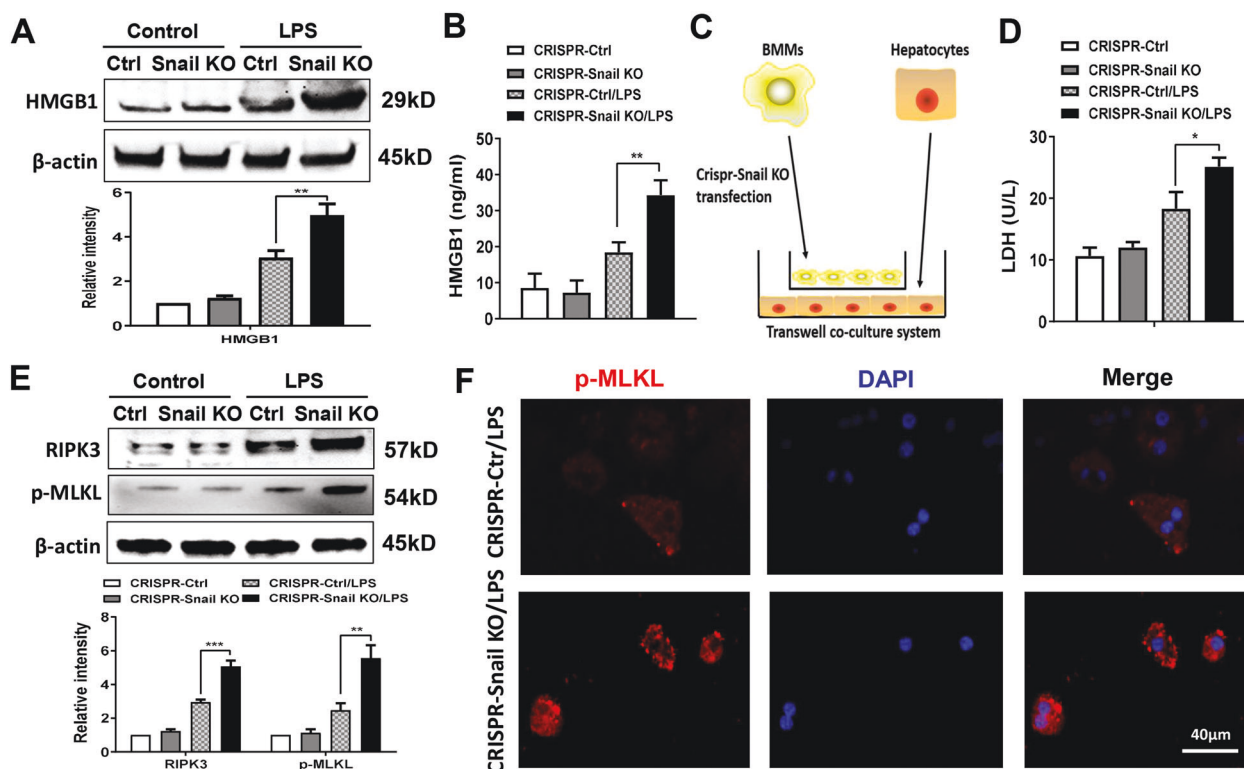 A
Control LPS
Ctrl Snail KO Ctrl Snail KO
HMGB1 29kD
β-actin 45kD
Relative intensity
6
4
2
0
**
HMGB1
B
CRISPR-Ctrl
CRISPR-Snail KO
CRISPR-Ctrl/LPS
CRISPR-Snail KO/LPS
HMGB1 (ng/ml)
50
40
30
20
10
0
**
C
BMMs Hepatocytes
Crispr-Snail KO
transfection
Transwell co-culture system
D
CRISPR-Ctrl
CRISPR-Snail KO
CRISPR-Ctrl/LPS
CRISPR-Snail KO/LPS
LDH (U/L)
30
20
10
0
*
E
Control LPS
Ctrl Snail KO Ctrl Snail KO
RIPK3 57kD
p-MLKL 54kD
β-actin 45kD
CRISPR-Ctrl CRISPR-Ctrl/LPS
CRISPR-Snail KO CRISPR-Snail KO/LPS
Relative intensity
8
6
4
2
0
***
**
RIPK3 p-MLKL
F
p-MLKL DAPI Merge
CRISPR-Ctr/LPS
CRISPR-Snail KO/LPS
40μm